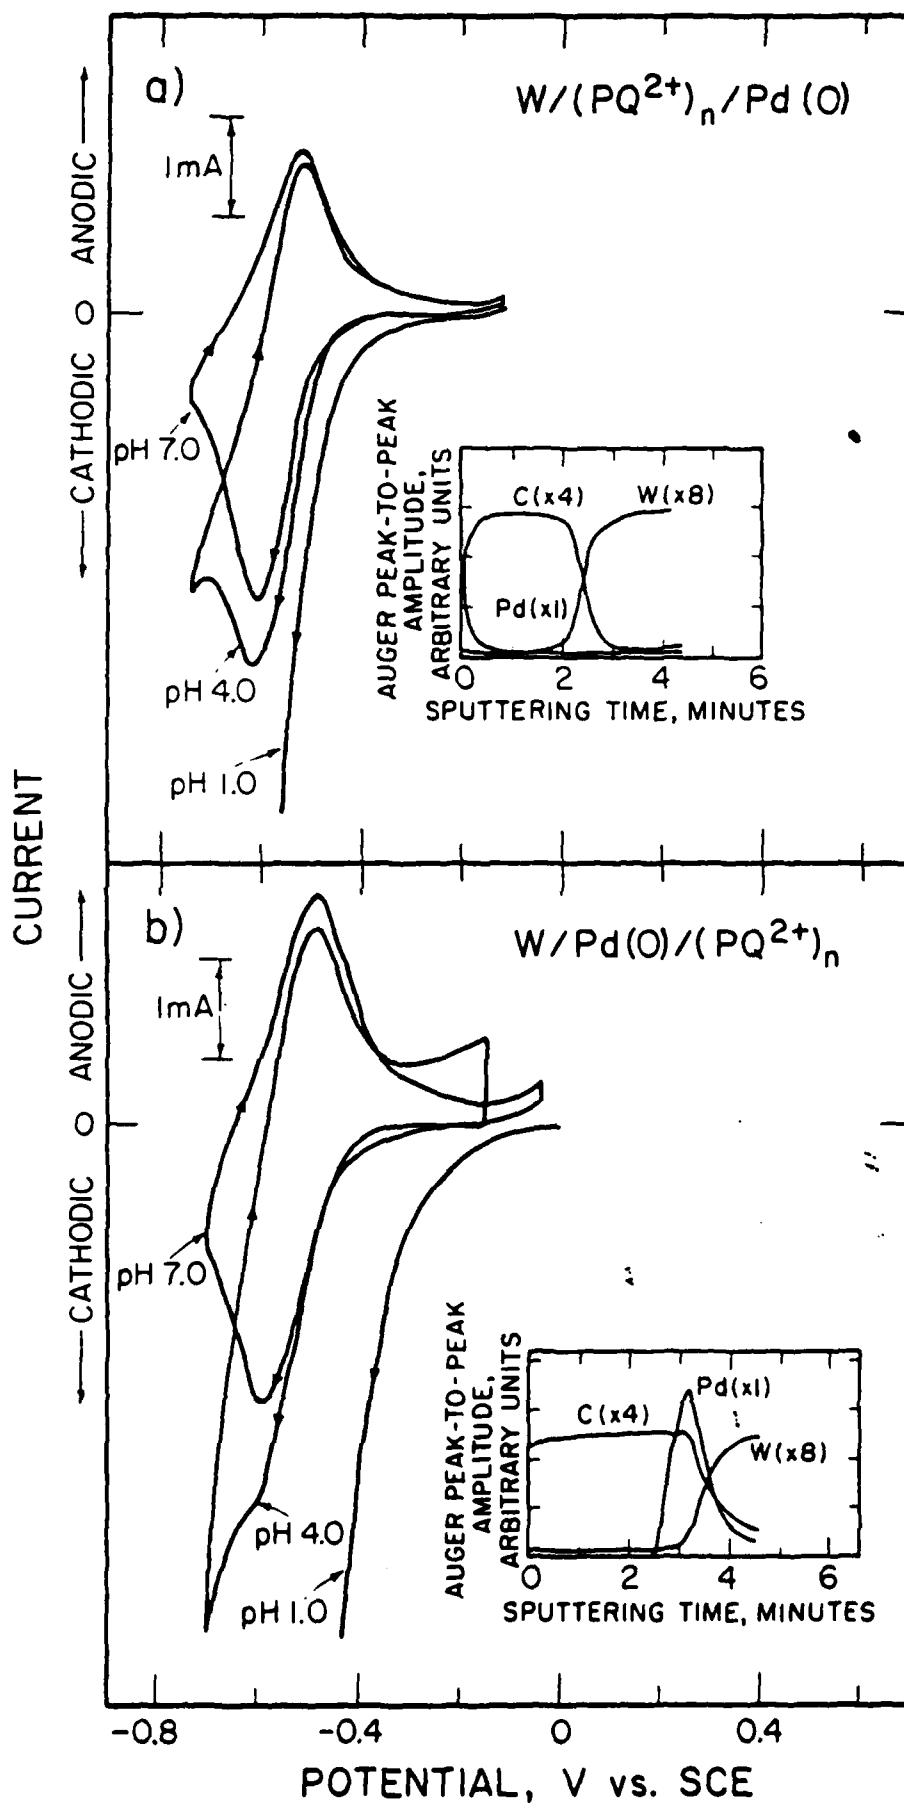 a)
W/(PQ²⁺)ₙ/Pd(0)
1mA
CURRENT
←CATHODIC O ANODIC→
pH 7.0
pH 4.0
pH 1.0
AUGER PEAK-TO-PEAK
AMPLITUDE,
ARBITRARY UNITS
C(x4)
W(x8)
Pd(x1)
0 2 4 6
SPUTTERING TIME, MINUTES
b)
W/Pd(0)/(PQ²⁺)ₙ
1mA
←CATHODIC O ANODIC→
pH 7.0
pH 4.0
pH 1.0
AUGER PEAK-TO-PEAK
AMPLITUDE,
ARBITRARY UNITS
Pd(x1)
C(x4)
W(x8)
0 2 4 6
SPUTTERING TIME, MINUTES
-0.8 -0.4 0 0.4
POTENTIAL, V vs. SCE